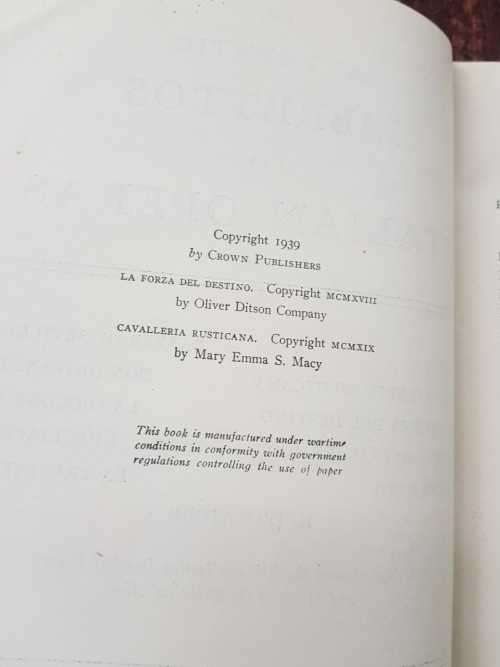 Copyright 1939
by Crown Publishers
LA FORZA DEL DESTINO. Copyright MCMXVIII
by Oliver Ditson Company
CAVALLERIA RUSTICANA. Copyright MCMXIX
by Mary Emma S. Macy
This book is manufactured under wartime
conditions in conformity with government
regulations controlling the use of paper